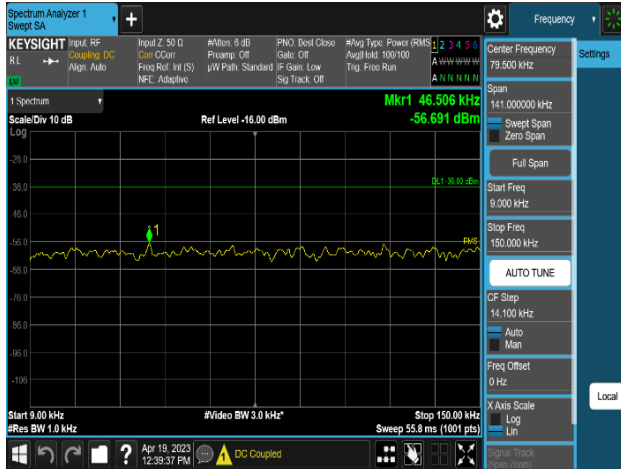 Spectrum Analyzer 1
Swept SA
Frequency
KEYSIGHT
Input: RF
Coupling: DC
Align: Auto
Input Z: 50 Ω
Corr CCorr
Freq Ref: Int (S)
NFE: Adaptive
#Atten: 6 dB
Preamp: Off
µW Path: Standard
PNO: Best Close
Gate: Off
IF Gain: Low
Sig Track: Off
#Avg Type: Power (RMS
Avg|Hold: 100/100
Trig: Free Run
1 2 3 4 5 6
A W W W W W
A N N N N N
R L
1 Spectrum
Mkr1 46.506 kHz
Scale/Div 10 dB
Ref Level -16.00 dBm
-56.691 dBm
Log
-26.0
DL1 -36.00 dBm
-36.0
-46.0
1
-56.0
RMS
-66.0
-76.0
-86.0
-96.0
-106
Start 9.00 kHz
#Video BW 3.0 kHz*
Stop 150.00 kHz
#Res BW 1.0 kHz
Sweep 55.8 ms (1001 pts)
Center Frequency
79.500 kHz
Settings
Span
141.000000 kHz
Swept Span
Zero Span
Full Span
Start Freq
9.000 kHz
Stop Freq
150.000 kHz
AUTO TUNE
CF Step
14.100 kHz
Auto
Man
Freq Offset
0 Hz
Local
X Axis Scale
Log
Lin
Signal Track
(Span Zoom)
?
Apr 19, 2023
12:39:37 PM
DC Coupled